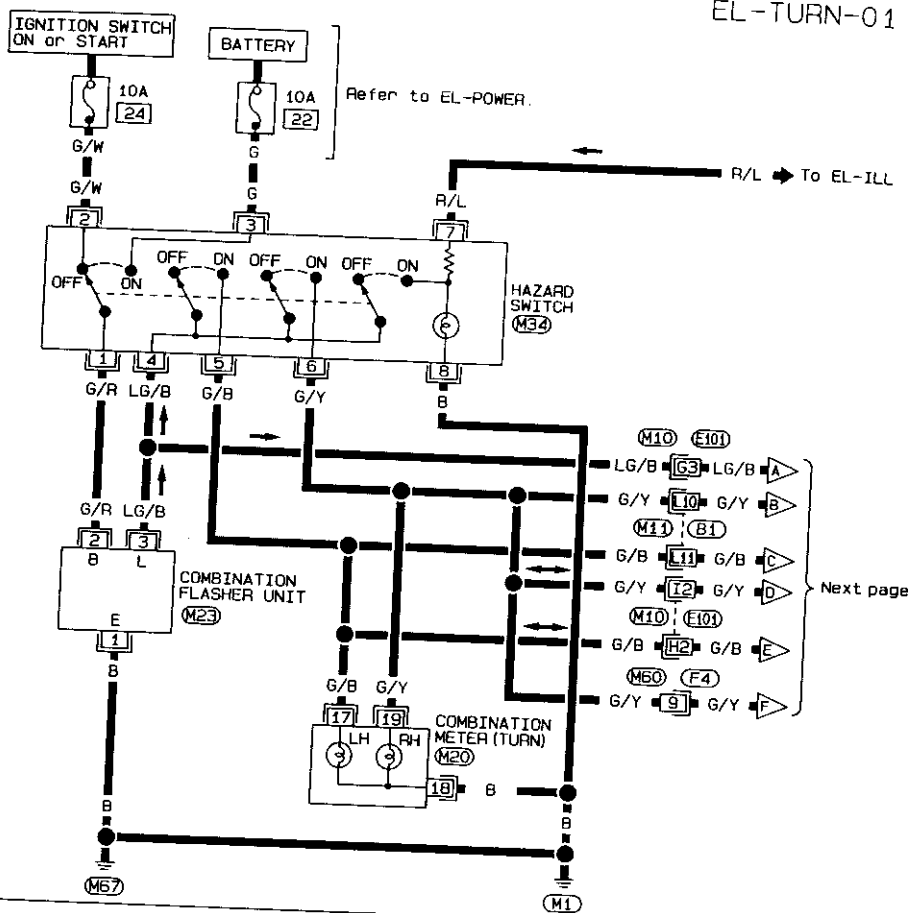 EL-TURN-01
IGNITION SWITCH
ON or START
BATTERY
10A
24
10A
22
Refer to EL-POWER.
G/W
G
G/W
G
R/L To EL-ILL
R/L
2
3
7
OFF ON OFF ON OFF ON
OFF ON
HAZARD
SWITCH
M34
1
4
5
6
8
G/R LG/B G/B G/Y B
M10 E101
LG/B G3 LG/B A
G/Y L10 G/Y B
M11 B1
G/B L11 G/B C
G/Y I2 G/Y D
M10 E101
G/B H2 G/B E
M60 F4
G/Y 9 G/Y F
Next page
G/R LG/B
2
3
B L
E
1
COMBINATION
FLASHER UNIT
M23
B
G/B G/Y
17
19
LH RH
COMBINATION
METER (TURN)
M20
18 B
B
B
M67
M1